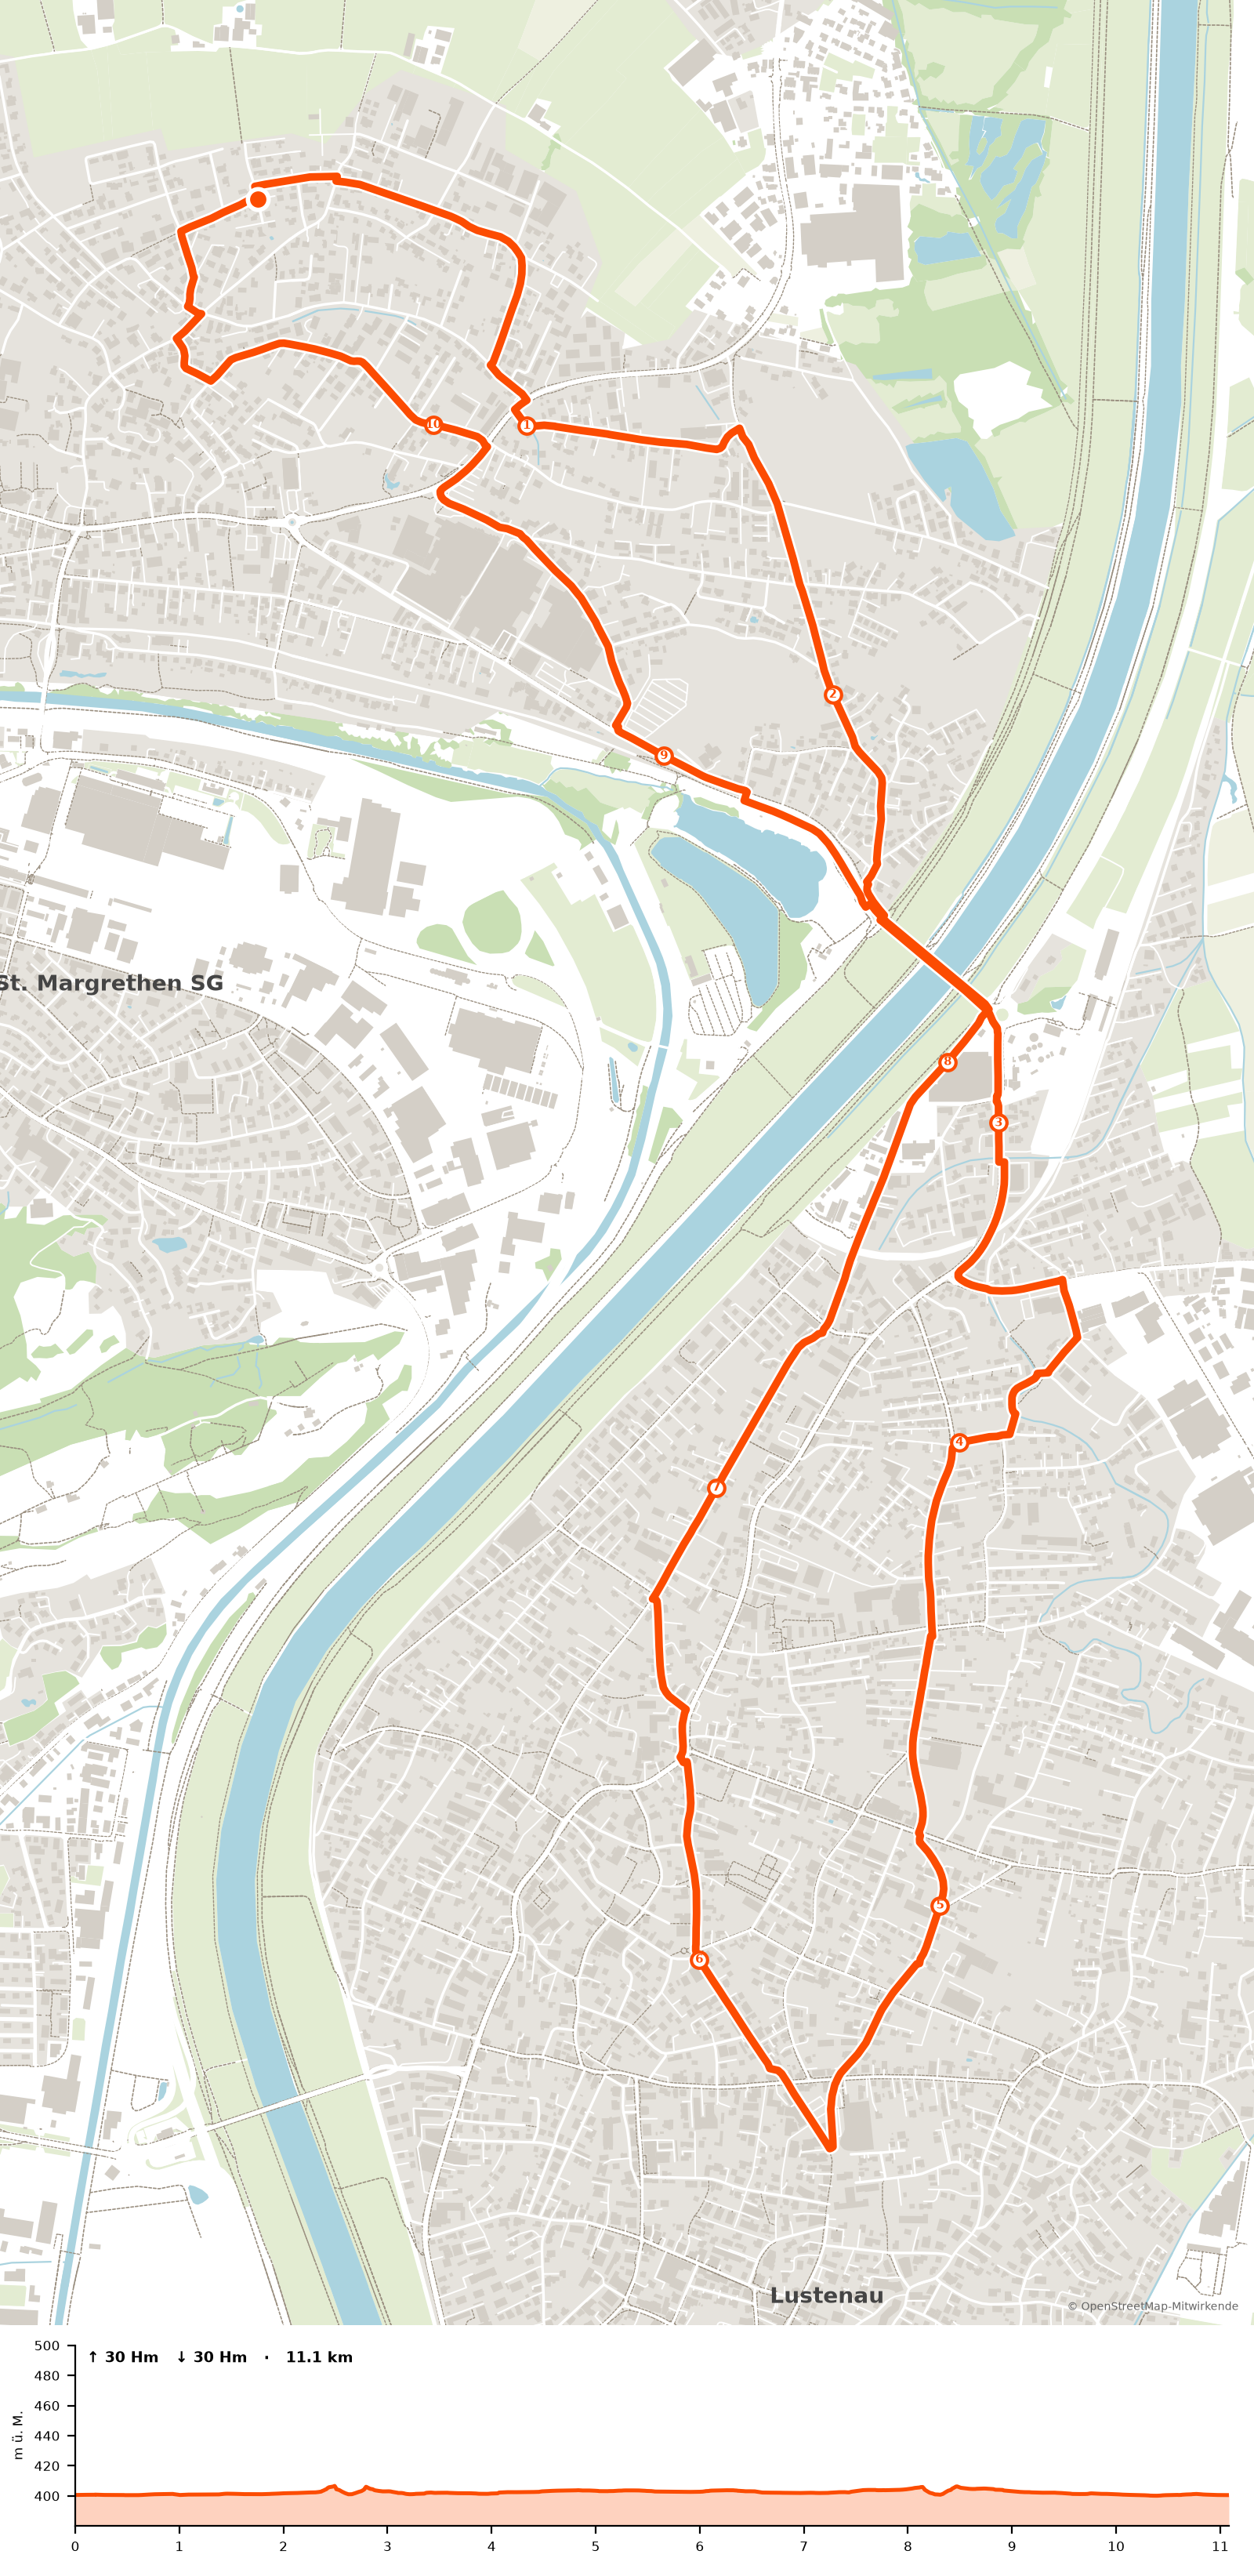 10
1
2
9
St. Margrethen SG
8
3
4
7
5
6
Lustenau
© OpenStreetMap-Mitwirkende
↑ 30 Hm ↓ 30 Hm · 11.1 km
m ü. M.
500
480
460
440
420
400
0 1 2 3 4 5 6 7 8 9 10 11